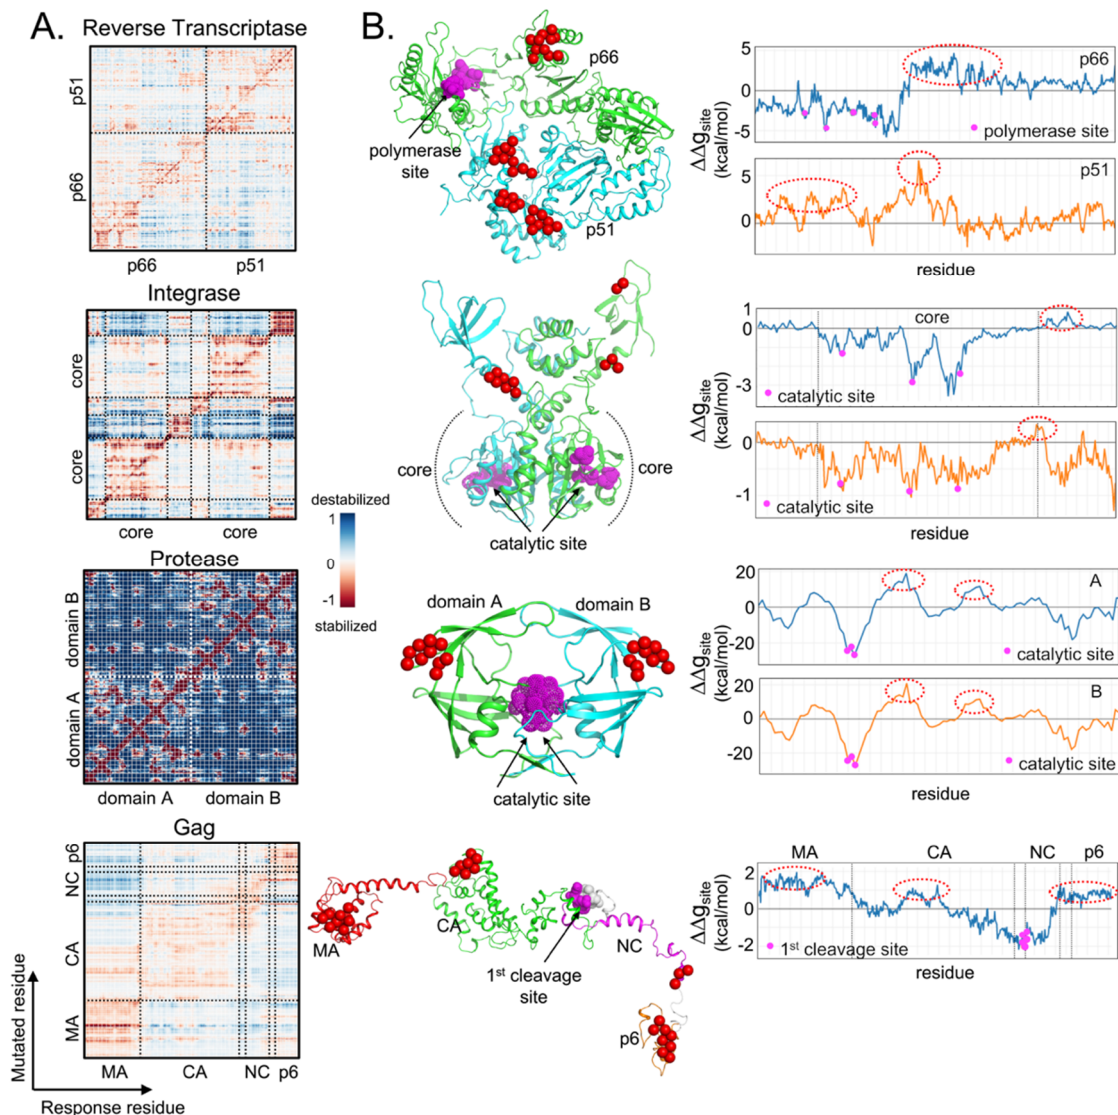 A.
Reverse Transcriptase
p51
p66
p66
p51
Integrase
core
core
core
core
destabilized
1
0
-1
stabilized
Protease
domain B
domain A
domain A
domain B
Gag
NC p6
CA
MA
MA
CA
NC p6
Mutated residue
Response residue
B.
p66
polymerase
site
p51
core
core
catalytic site
domain A
domain B
catalytic site
MA
CA
NC
1st cleavage
site
p6
5
0
-5
p66
polymerase site
ΔΔgsite
(kcal/mol)
5
0
p51
residue
1
0
-3
core
catalytic site
ΔΔgsite
(kcal/mol)
0
-1
catalytic site
residue
20
0
-20
A
catalytic site
ΔΔgsite
(kcal/mol)
20
0
-20
B
catalytic site
residue
MA
CA
NC
p6
2
0
-2
ΔΔgsite
(kcal/mol)
1st cleavage site
residue